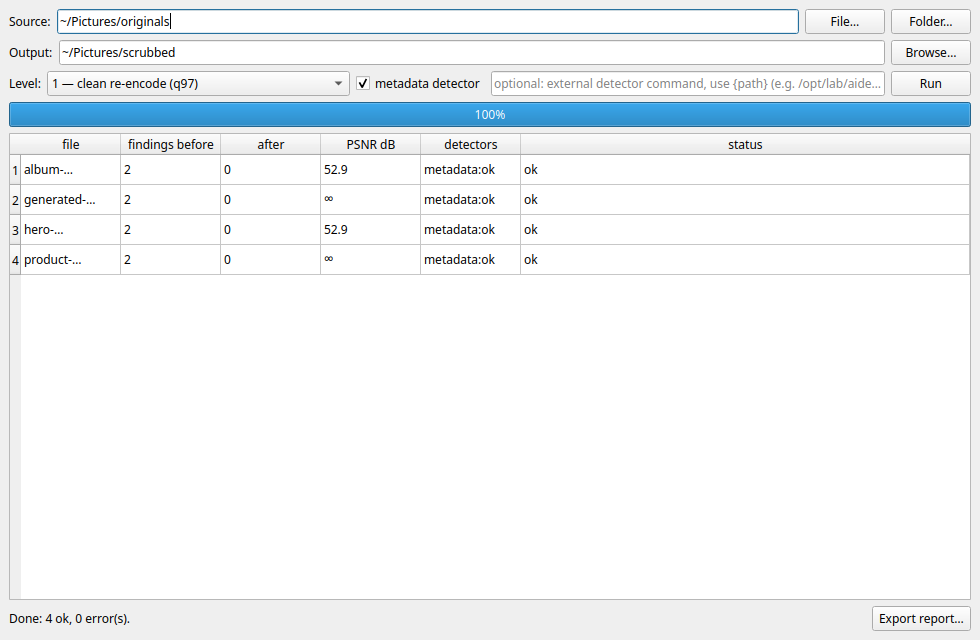 Source: ~/Pictures/originals File... Folder...
Output: ~/Pictures/scrubbed Browse...
Level: 1 — clean re-encode (q97) metadata detector optional: external detector command, use {path} (e.g. /opt/lab/aide... Run
100%
file findings before after PSNR dB detectors status
1 album-... 2 0 52.9 metadata:ok ok
2 generated-... 2 0 ∞ metadata:ok ok
3 hero-... 2 0 52.9 metadata:ok ok
4 product-... 2 0 ∞ metadata:ok ok
Done: 4 ok, 0 error(s). Export report...